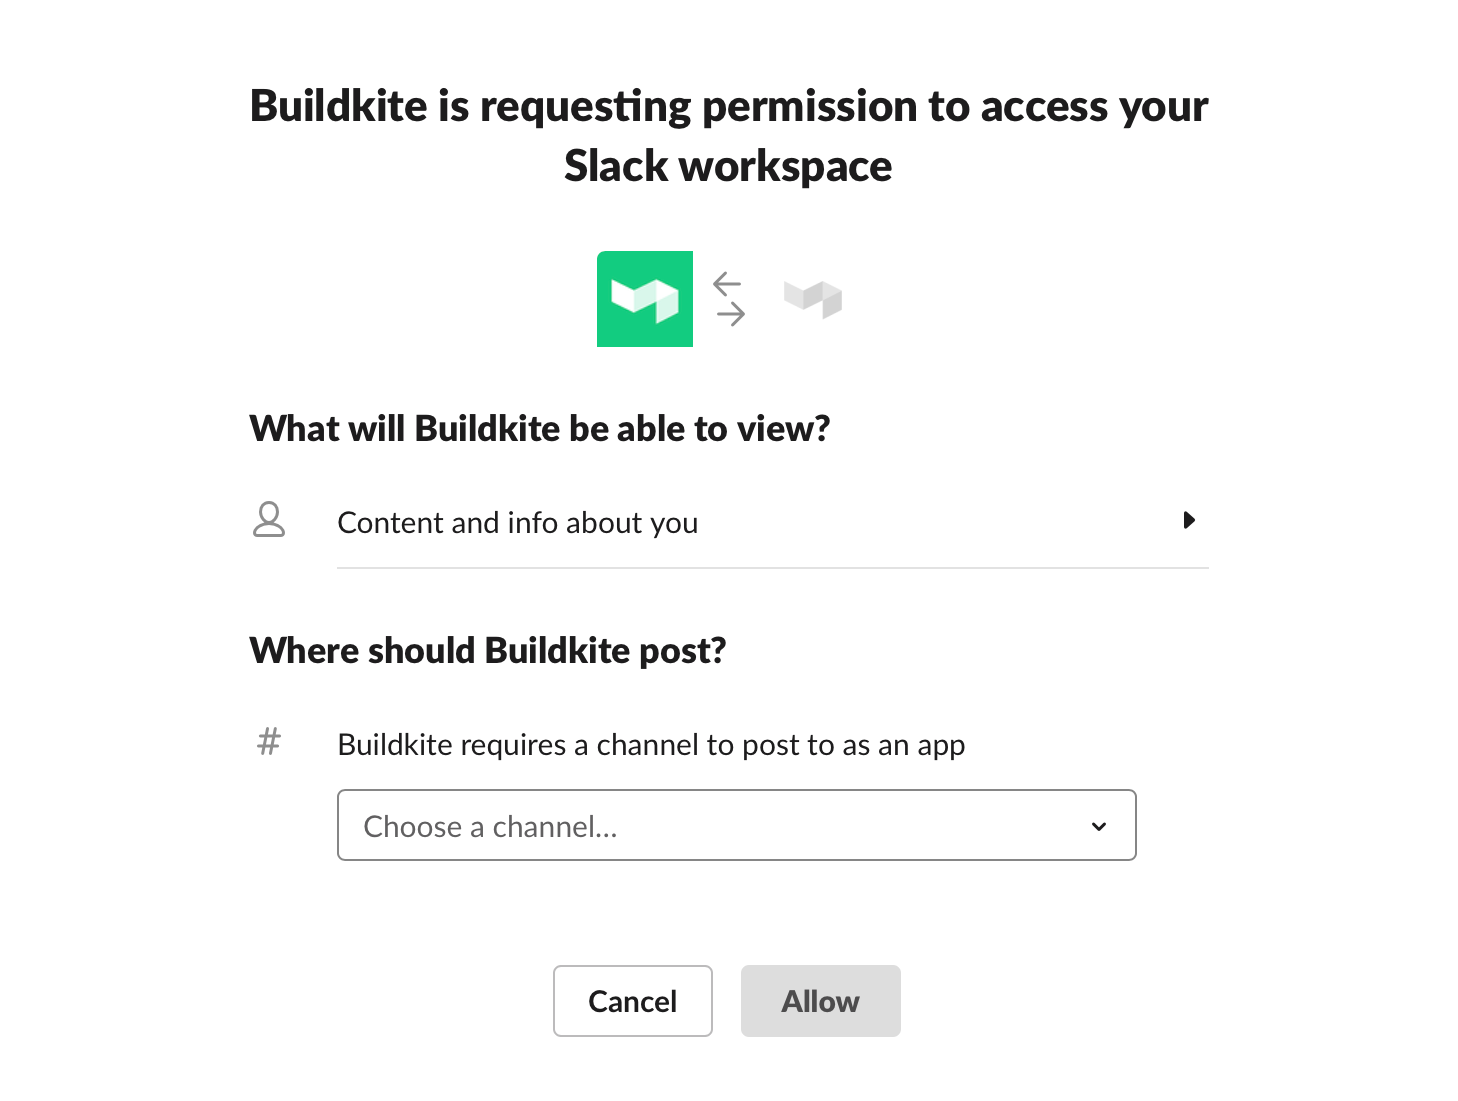 Buildkite is requesting permission to access your
Slack workspace
What will Buildkite be able to view?
Content and info about you
Where should Buildkite post?
# Buildkite requires a channel to post to as an app
Choose a channel...
Cancel Allow